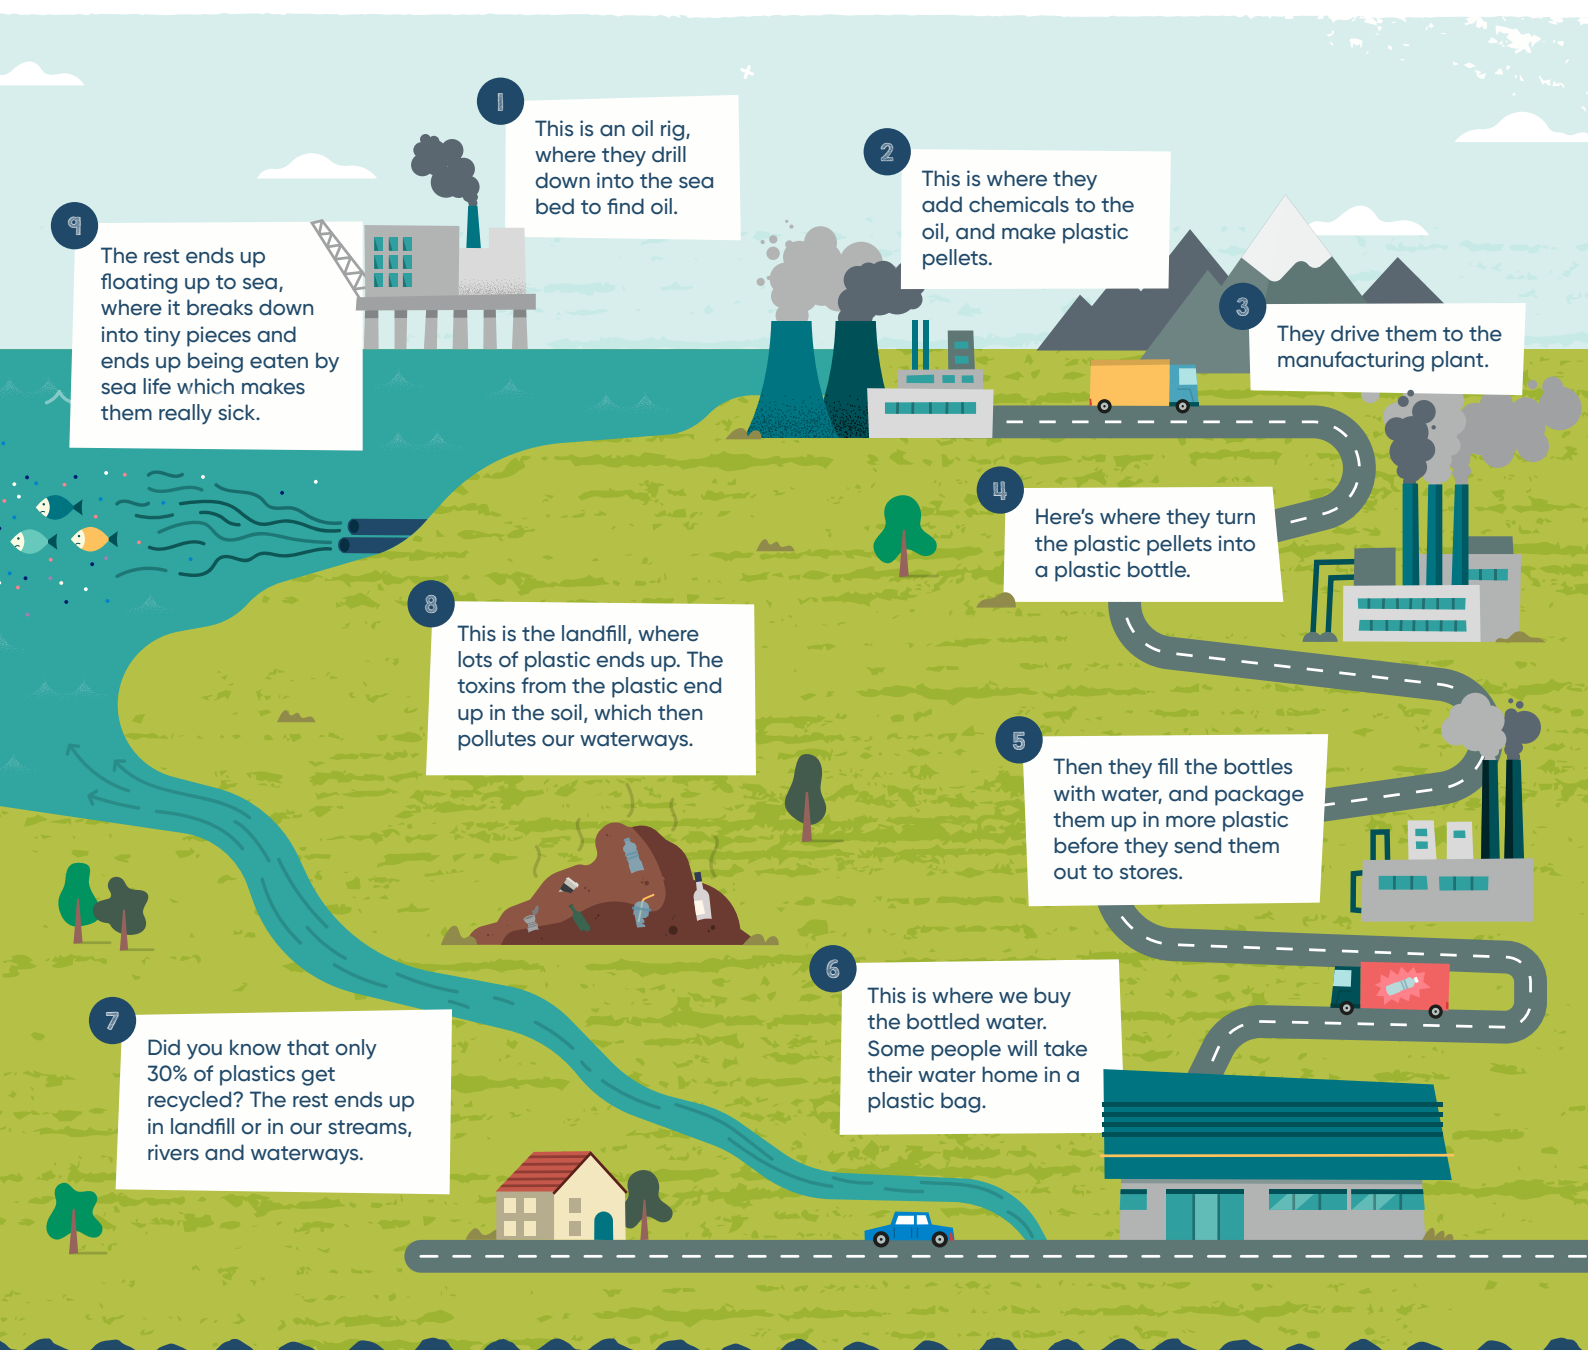 1
This is an oil rig,
where they drill
down into the sea
bed to find oil.
2
This is where they
add chemicals to the
oil, and make plastic
pellets.
3
They drive them to the
manufacturing plant.
4
Here’s where they turn
the plastic pellets into
a plastic bottle.
5
Then they fill the bottles
with water, and package
them up in more plastic
before they send them
out to stores.
6
This is where we buy
the bottled water.
Some people will take
their water home in a
plastic bag.
7
Did you know that only
30% of plastics get
recycled? The rest ends up
in landfill or in our streams,
rivers and waterways.
8
This is the landfill, where
lots of plastic ends up. The
toxins from the plastic end
up in the soil, which then
pollutes our waterways.
9
The rest ends up
floating up to sea,
where it breaks down
into tiny pieces and
ends up being eaten by
sea life which makes
them really sick.